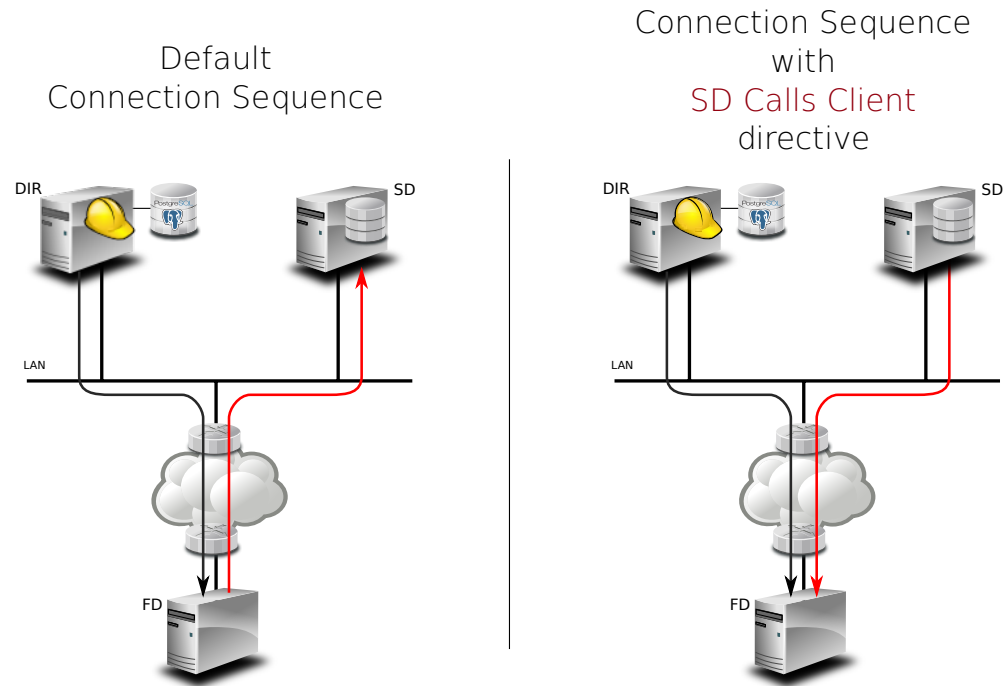 Default
Connection Sequence
DIR
PostgreSQL
SD
LAN
FD
Connection Sequence
with
SD Calls Client
directive
DIR
PostgreSQL
SD
LAN
FD